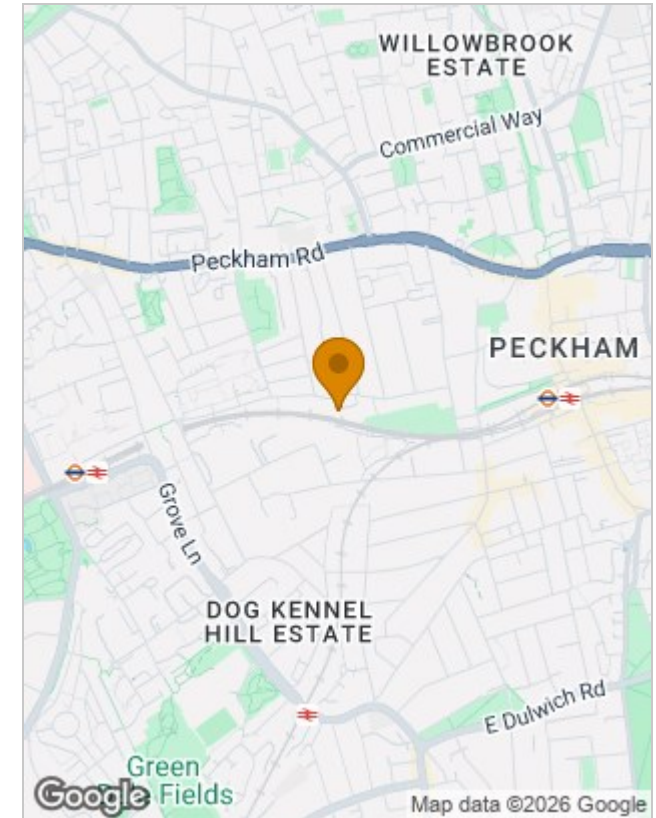 WILLOWBROOK
ESTATE
Commercial Way
Peckham Rd
PECKHAM
Grove Ln
DOG KENNEL
HILL ESTATE
E Dulwich Rd
Green
Fields
Google
Map data ©2026 Google